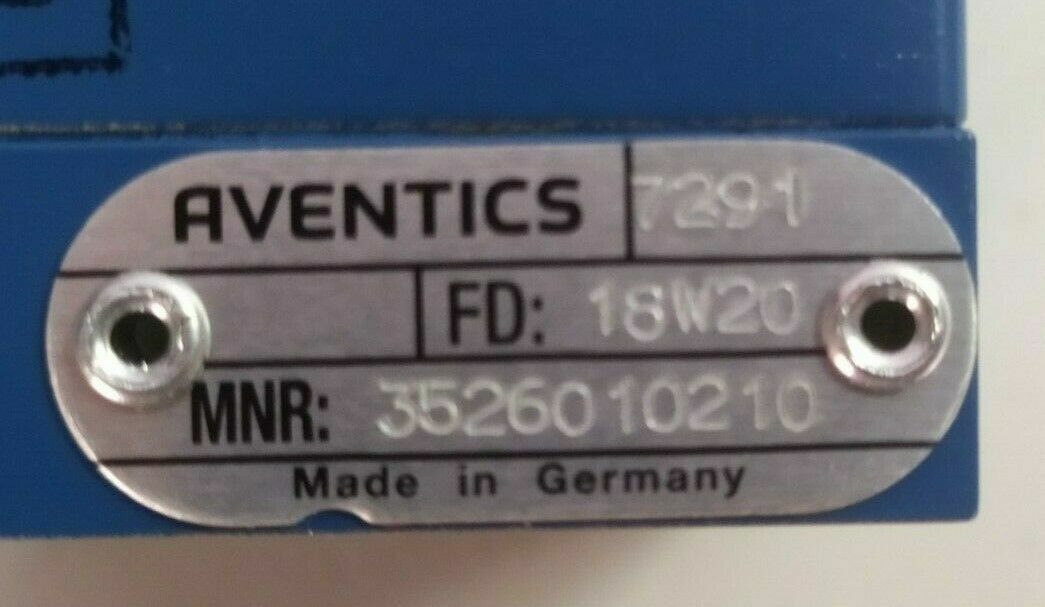 AVENTICS 7291
FD: 18W20
MNR: 3526010210
Made in Germany